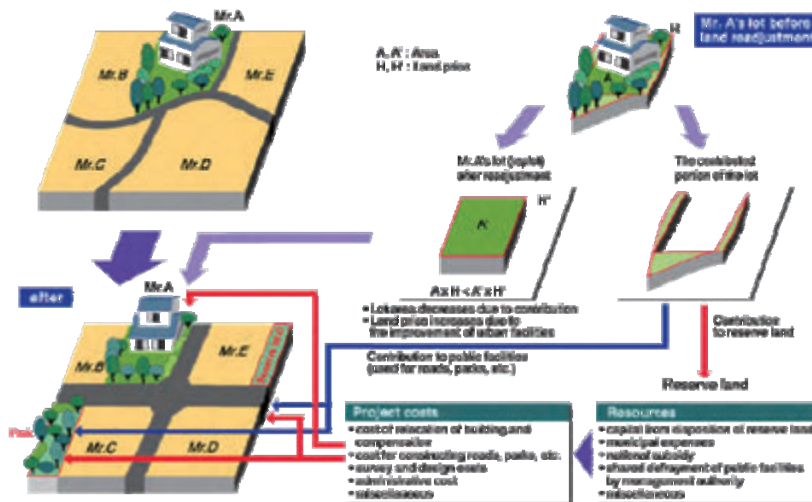 Mr.A
Mr.B
Mr.E
Mr.C
Mr.D
A, A' : Area
H, H' : Land price
H
A
Mr. A's lot before
land readjustment
Mr.A's lot (replot)
after readjustment
The contributed
portion of the lot
H'
A'
A x H < A' x H'
• Lot area decreases due to contribution
• Land price increases due to
the improvement of urban facilities
Contribution to public facilities
(used for roads, parks, etc.)
Contribution
to reserve land
Reserve land
after
Mr.A
Mr.B
Mr.E
Mr.C
Mr.D
Park
Project costs
• cost of relocation of building and
compensation
• cost for constructing roads, parks, etc.
• survey and design costs
• administrative cost
• miscellaneous
Resources
• capital from disposition of reserve land
• municipal expenses
• national subsidy
• shared defrayment of public facilities
by management authority
• miscellaneous